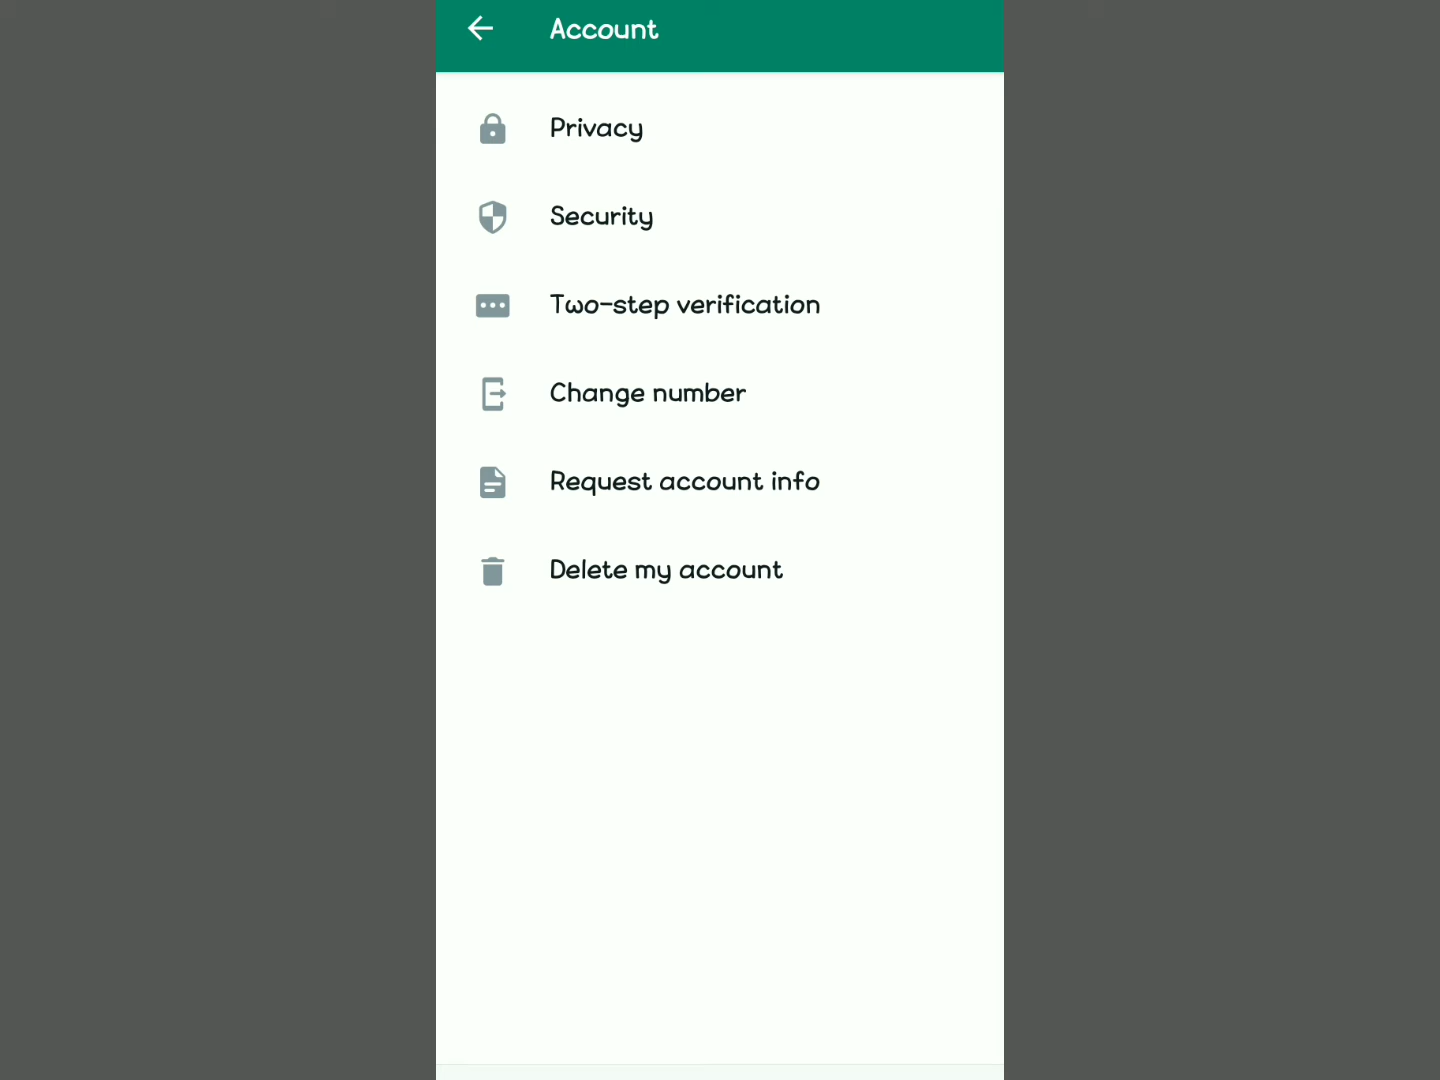 Account
Privacy
Security
Two-step verification
Change number
Request account info
Delete my account